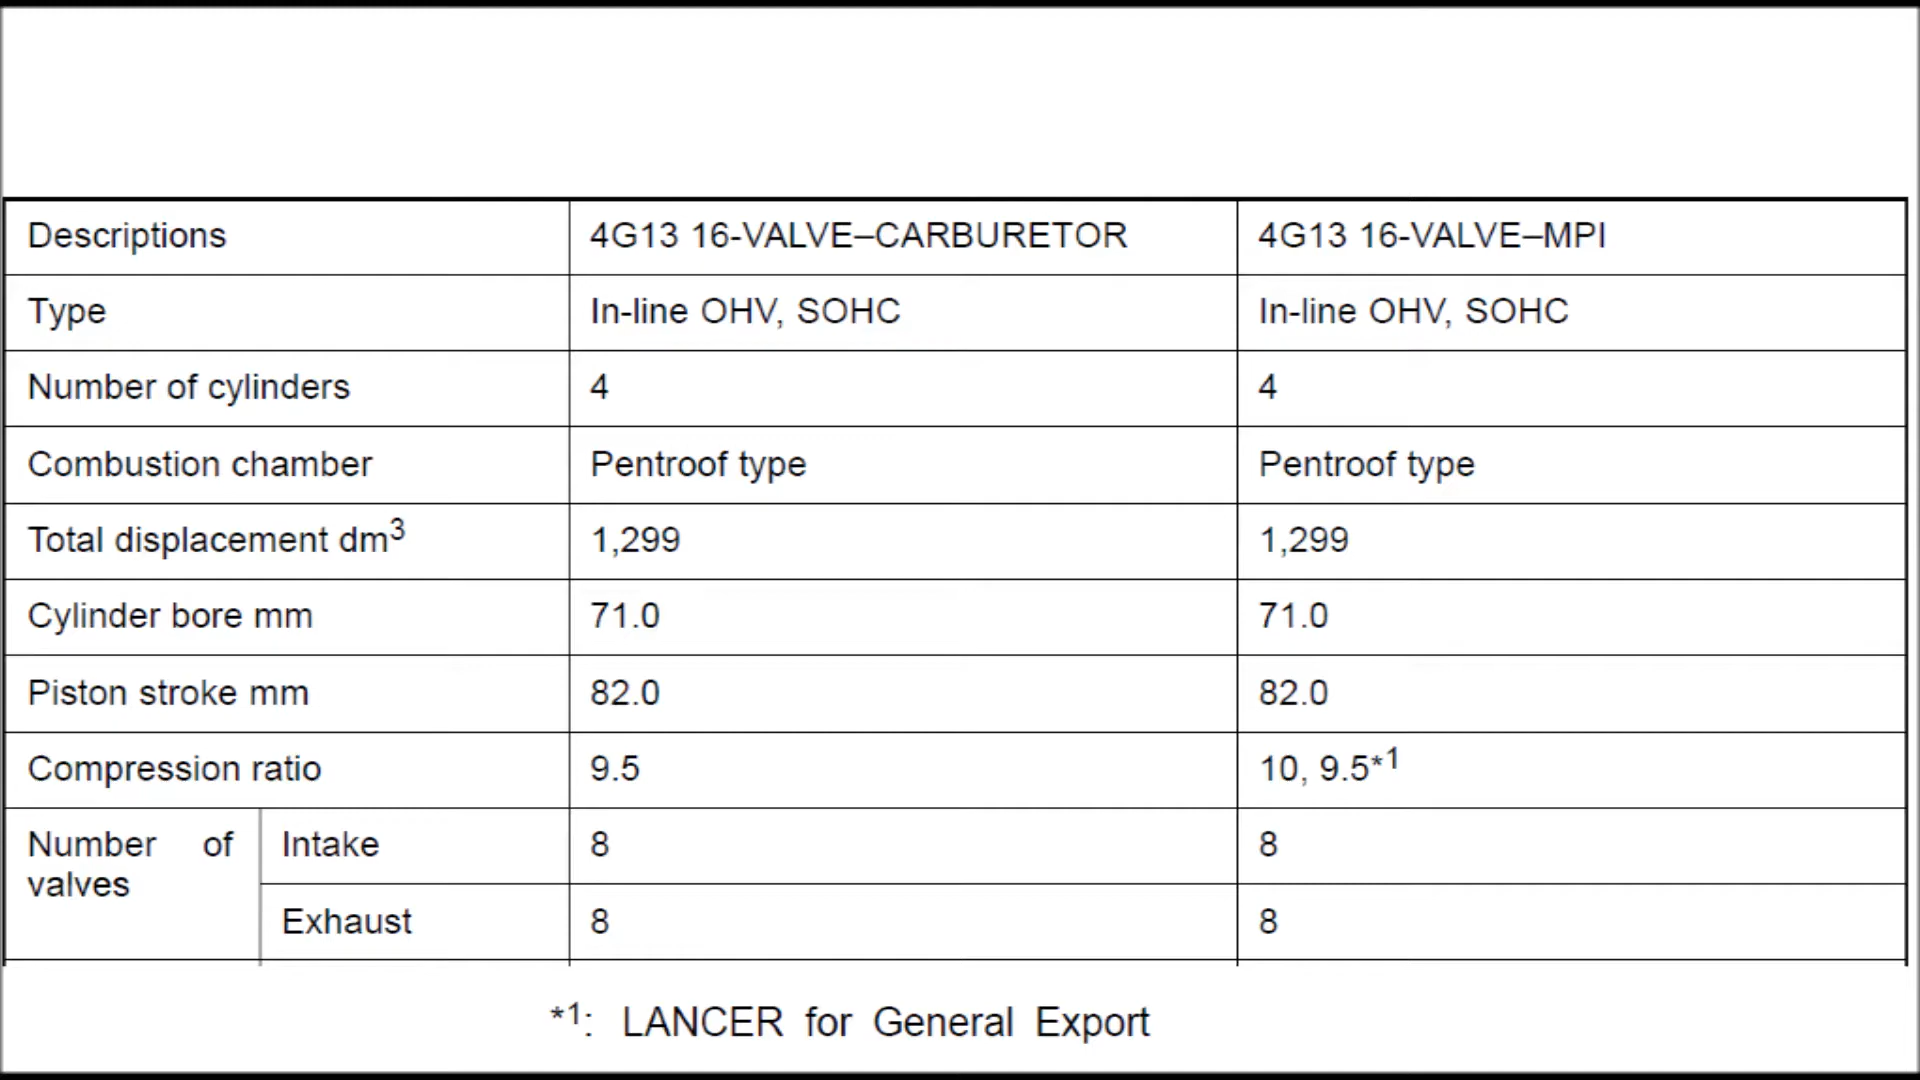 Descriptions 4G13 16-VALVE–CARBURETOR 4G13 16-VALVE–MPI
Type In-line OHV, SOHC In-line OHV, SOHC
Number of cylinders 4 4
Combustion chamber Pentroof type Pentroof type
Total displacement dm³ 1,299 1,299
Cylinder bore mm 71.0 71.0
Piston stroke mm 82.0 82.0
Compression ratio 9.5 10, 9.5*¹
Number of Intake 8 8
valves
Exhaust 8 8
*¹: LANCER for General Export